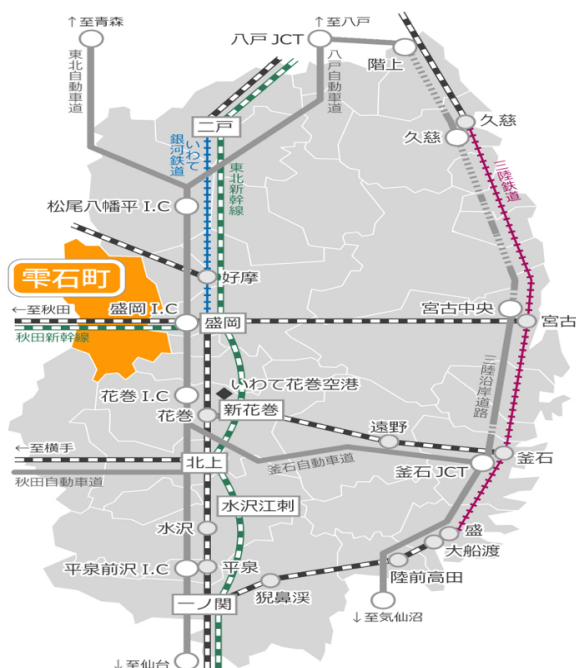 ↑至青森
八戸 JCT
↑至八戸
階上
東北自動車道
八戸自動車道
久慈
久慈
二戸
いわて
銀河鉄道
東北新幹線
三陸鉄道
松尾八幡平 I.C
雫石町
好摩
←至秋田
盛岡 I.C
盛岡
宮古中央
宮古
秋田新幹線
三陸沿岸道路
花巻 I.C
いわて花巻空港
花巻
新花巻
遠野
←至横手
北上
釜石自動車道
釜石 JCT
釜石
秋田自動車道
水沢江刺
水沢
盛
大船渡
平泉前沢 I.C
平泉
陸前高田
猊鼻渓
一ノ関
↓至気仙沼
↓至仙台